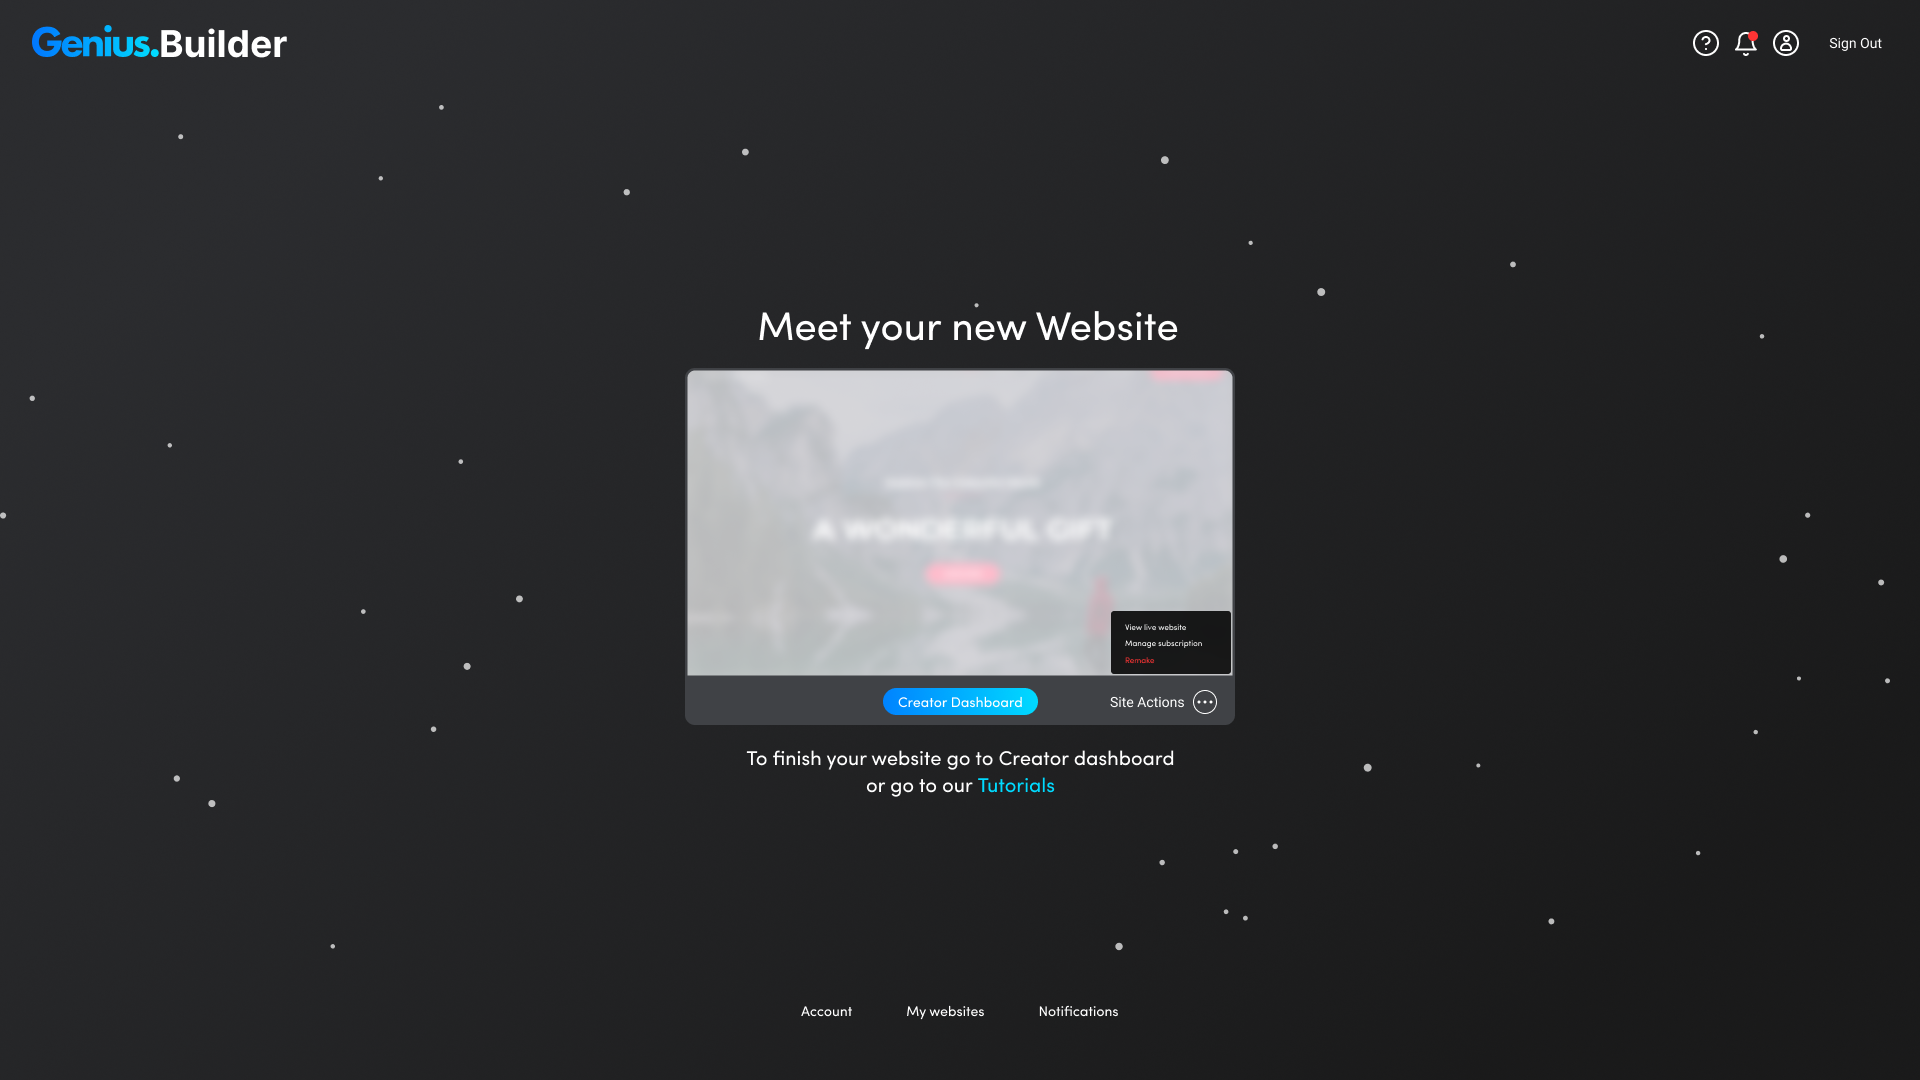 Genius.Builder
Sign Out
Meet your new Website
A WONDERFUL GIFT
View live website
Manage subscription
Remake
Creator Dashboard
Site Actions
To finish your website go to Creator dashboard
or go to our Tutorials
Account
My websites
Notifications